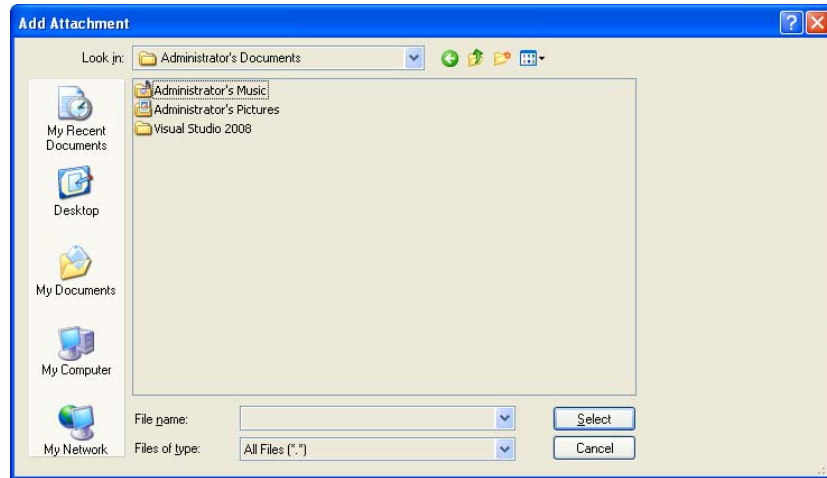 Add Attachment
Look in: Administrator's Documents
Administrator's Music
Administrator's Pictures
Visual Studio 2008
My Recent
Documents
Desktop
My Documents
My Computer
My Network
File name: Select
Files of type: All Files (*.*) Cancel